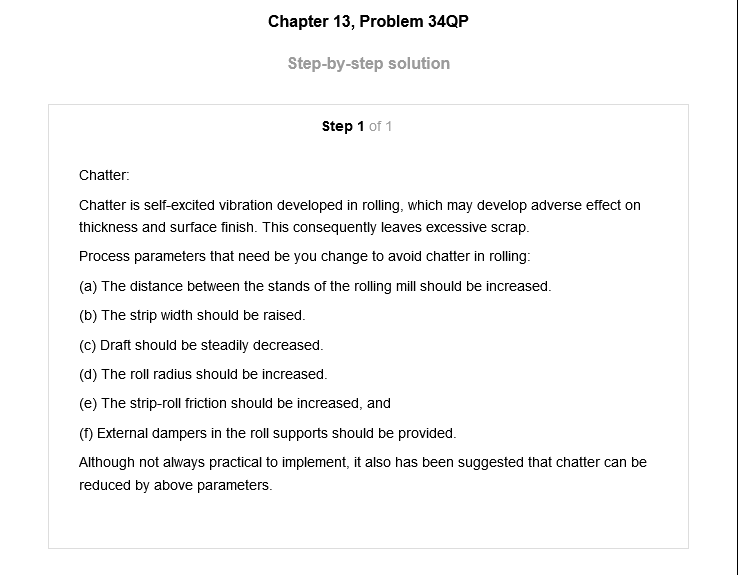 Chapter 13, Problem 34QP
Step-by-step solution
Step 1 of 1
Chatter:
Chatter is self-excited vibration developed in rolling, which may develop adverse effect on
thickness and surface finish. This consequently leaves excessive scrap.
Process parameters that need be you change to avoid chatter in rolling:
(a) The distance between the stands of the rolling mill should be increased.
(b) The strip width should be raised.
(c) Draft should be steadily decreased.
(d) The roll radius should be increased.
(e) The strip-roll friction should be increased, and
(f) External dampers in the roll supports should be provided.
Although not always practical to implement, it also has been suggested that chatter can be
reduced by above parameters.